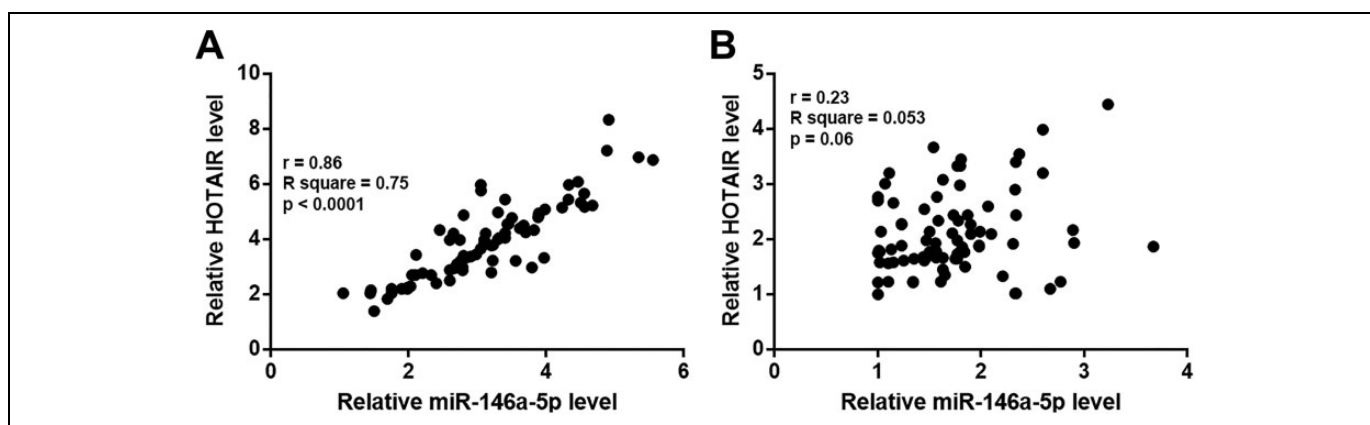 A
10
8
6
4
2
0
Relative HOTAIR level
r = 0.86
R square = 0.75
p < 0.0001
0
2
4
6
Relative miR-146a-5p level
B
5
4
3
2
1
0
Relative HOTAIR level
r = 0.23
R square = 0.053
p = 0.06
0
1
2
3
4
Relative miR-146a-5p level